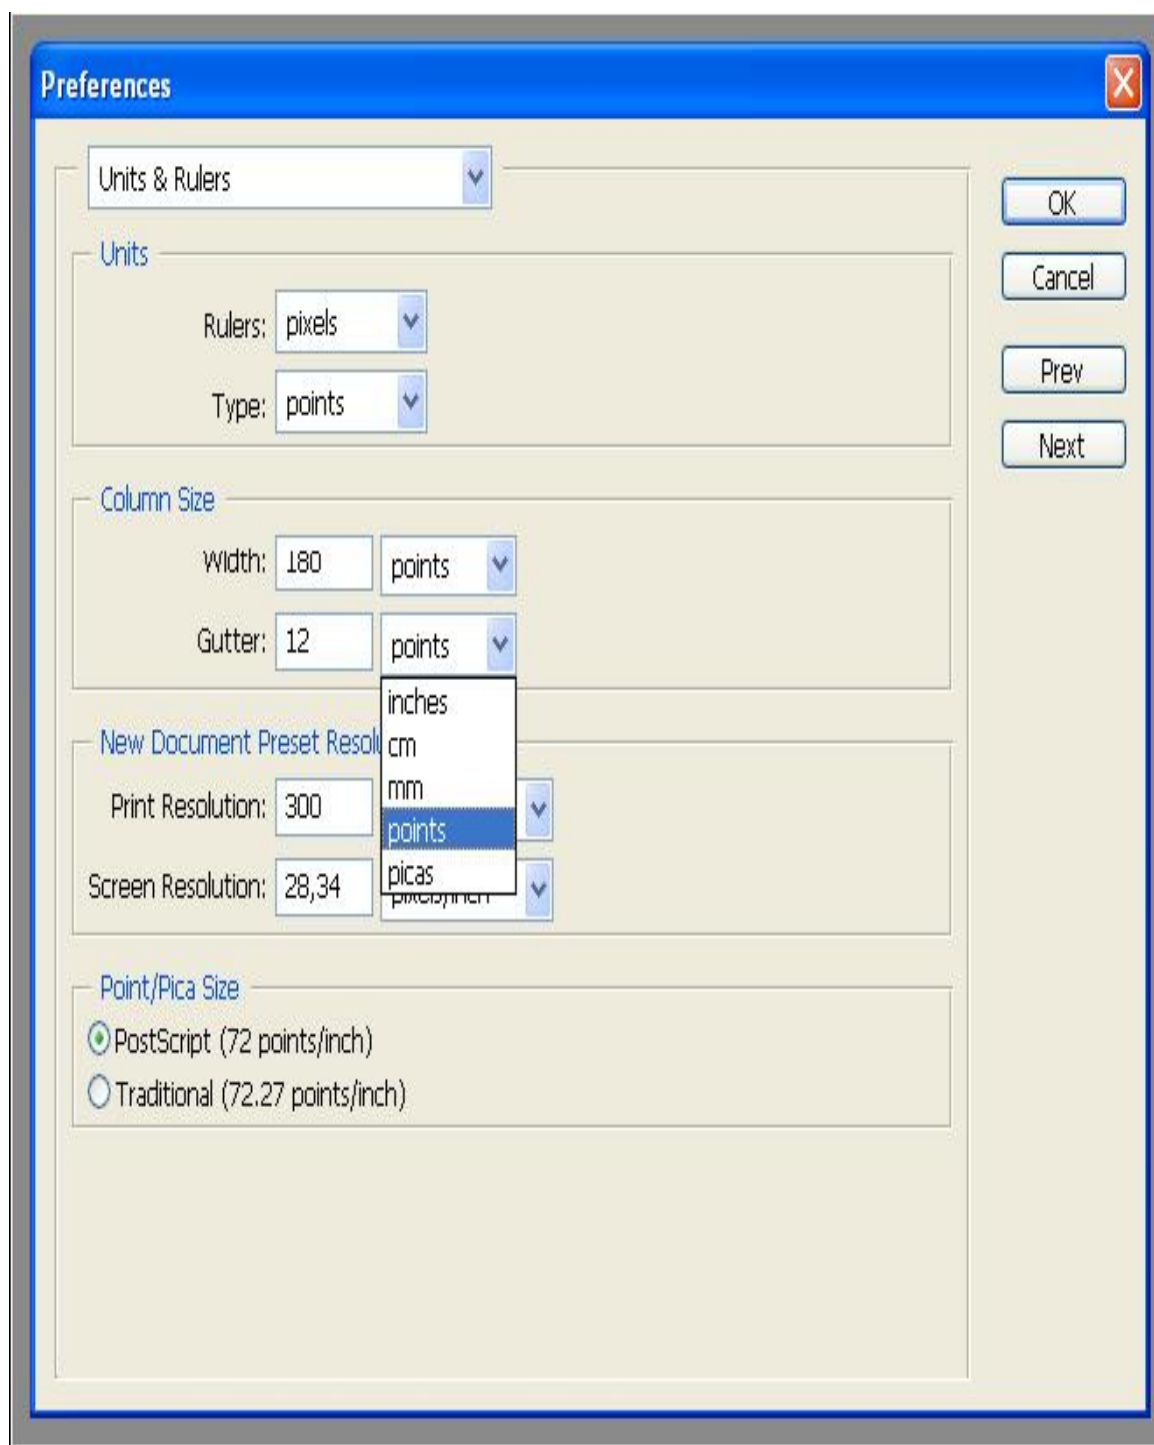 Preferences
Units & Rulers
OK
Cancel
Prev
Next
Units
Rulers: pixels
Type: points
Column Size
Width: 180 points
Gutter: 12 points
inches
cm
mm
points
picas
New Document Preset
Print Resolution: 300
Screen Resolution: 28,34 pixels/inch
Point/Pica Size
PostScript (72 points/inch)
Traditional (72.27 points/inch)